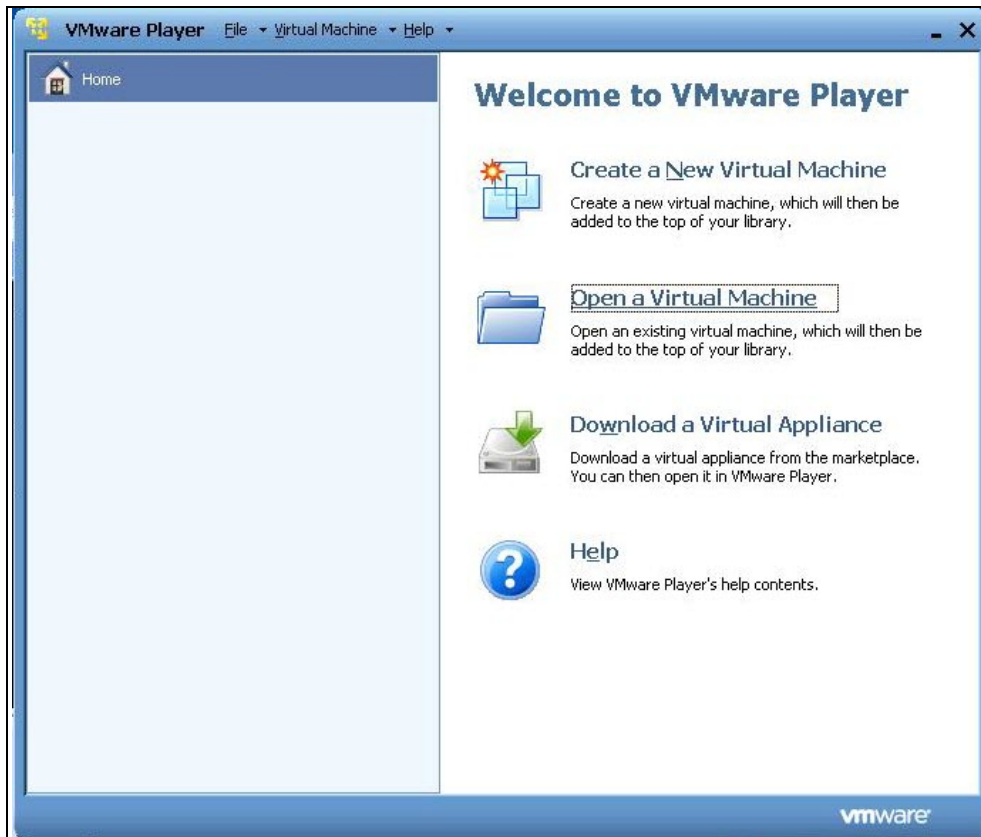 VMware Player File Virtual Machine Help
Home
Welcome to VMware Player
Create a New Virtual Machine
Create a new virtual machine, which will then be
added to the top of your library.
Open a Virtual Machine
Open an existing virtual machine, which will then be
added to the top of your library.
Download a Virtual Appliance
Download a virtual appliance from the marketplace.
You can then open it in VMware Player.
Help
View VMware Player's help contents.
vmware